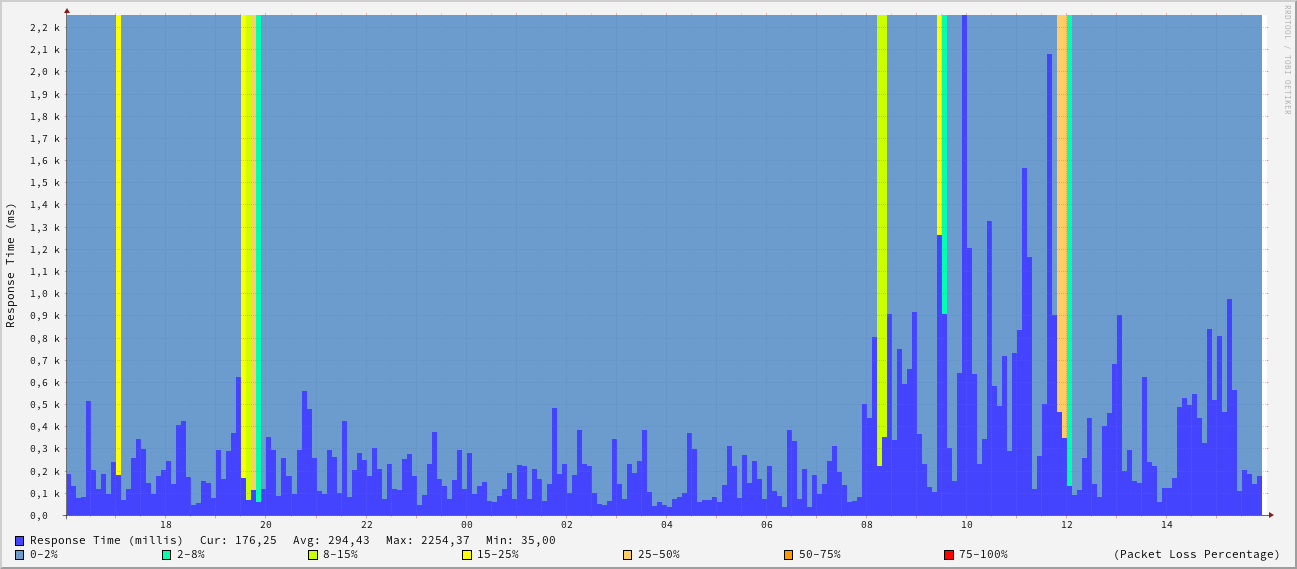 RRDTOOL / TOBI OETIKER
Response Time (ms)
2,2 k
2,1 k
2,0 k
1,9 k
1,8 k
1,7 k
1,6 k
1,5 k
1,4 k
1,3 k
1,2 k
1,1 k
1,0 k
0,9 k
0,8 k
0,7 k
0,6 k
0,5 k
0,4 k
0,3 k
0,2 k
0,1 k
0,0
18 20 22 00 02 04 06 08 10 12 14
Response Time (millis) Cur: 176,25 Avg: 294,43 Max: 2254,37 Min: 35,00
0-2% 2-8% 8-15% 15-25% 25-50% 50-75% 75-100% (Packet Loss Percentage)